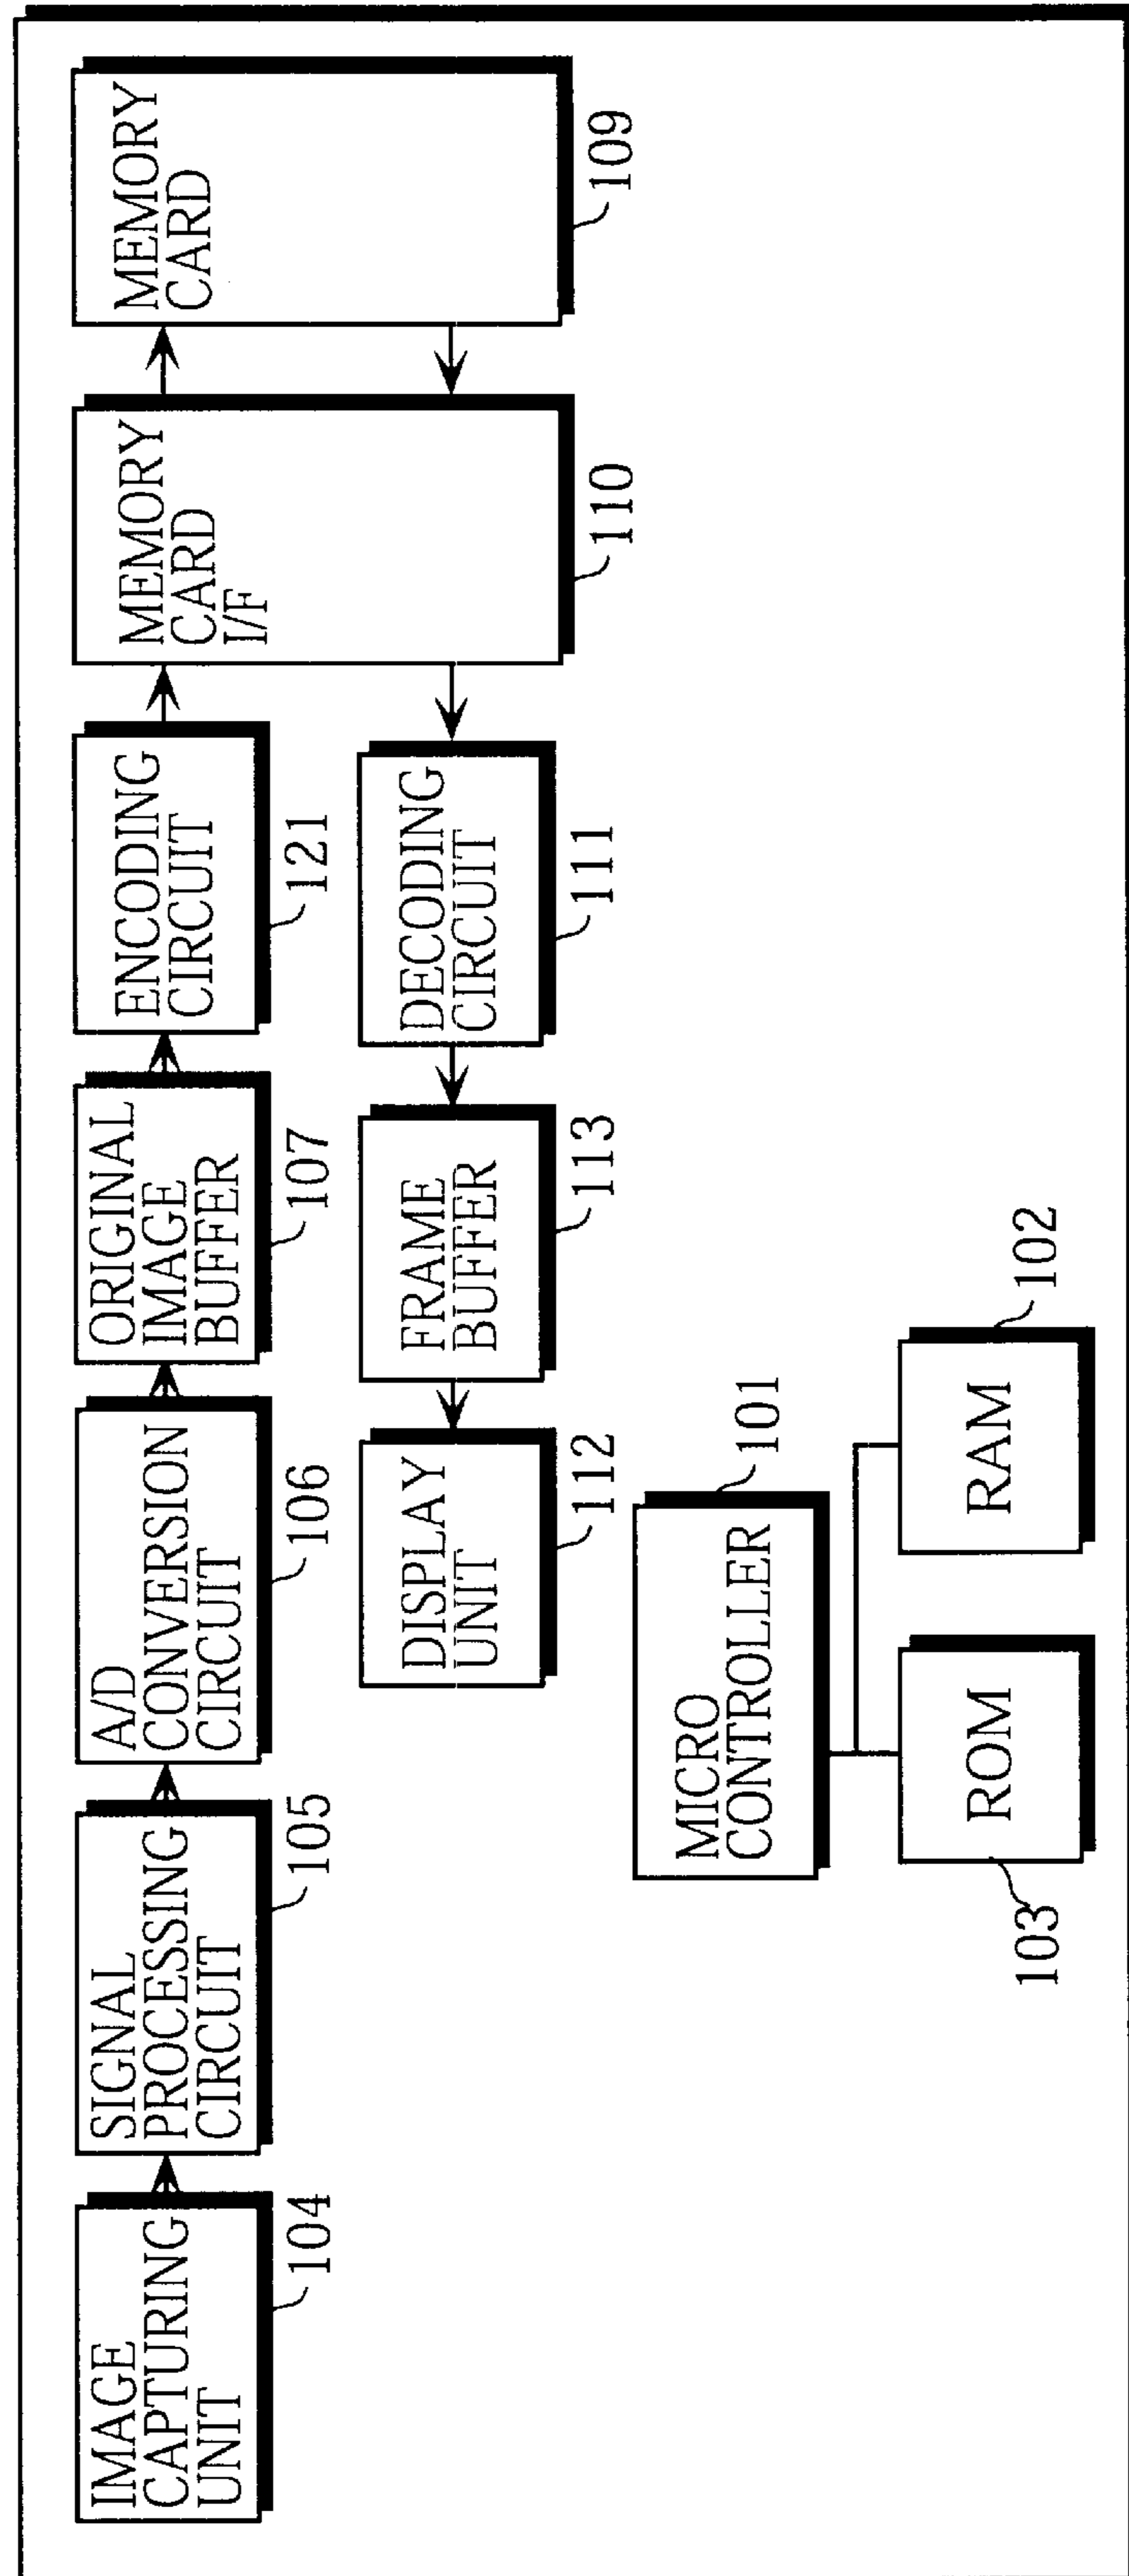 IMAGE
CAPTURING
UNIT
104
SIGNAL
PROCESSING
CIRCUIT
105
A/D
CONVERSION
CIRCUIT
106
ORIGINAL
IMAGE
BUFFER
107
ENCODING
CIRCUIT
121
MEMORY
CARD
I/F
110
MEMORY
CARD
109
DISPLAY
UNIT
112
FRAME
BUFFER
113
DECODING
CIRCUIT
111
MICRO
CONTROLLER
101
ROM
103
RAM
102